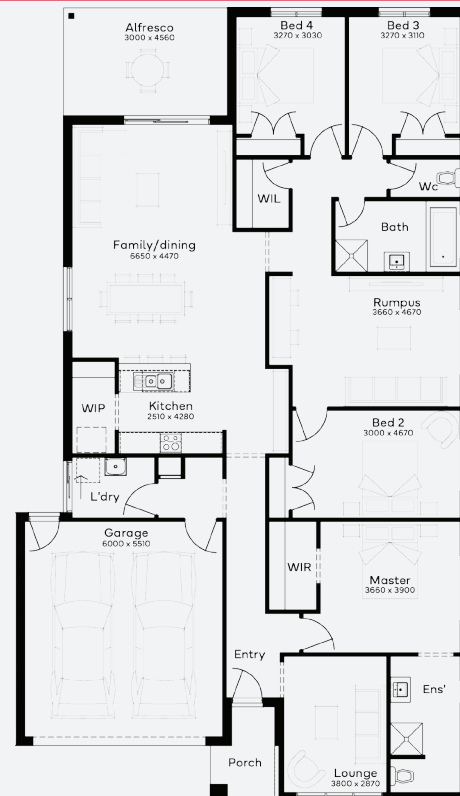 Alfresco
3000 x 4560
Bed 4
3270 x 3030
Bed 3
3270 x 3110
WIL
Wc
Bath
Family/dining
6650 x 4470
Rumpus
3660 x 4670
WIP
Kitchen
2510 x 4280
Bed 2
3000 x 4670
L'dry
Garage
6000 x 5510
WIR
Master
3660 x 3900
Entry
Ens'
Porch
Lounge
3800 x 2870